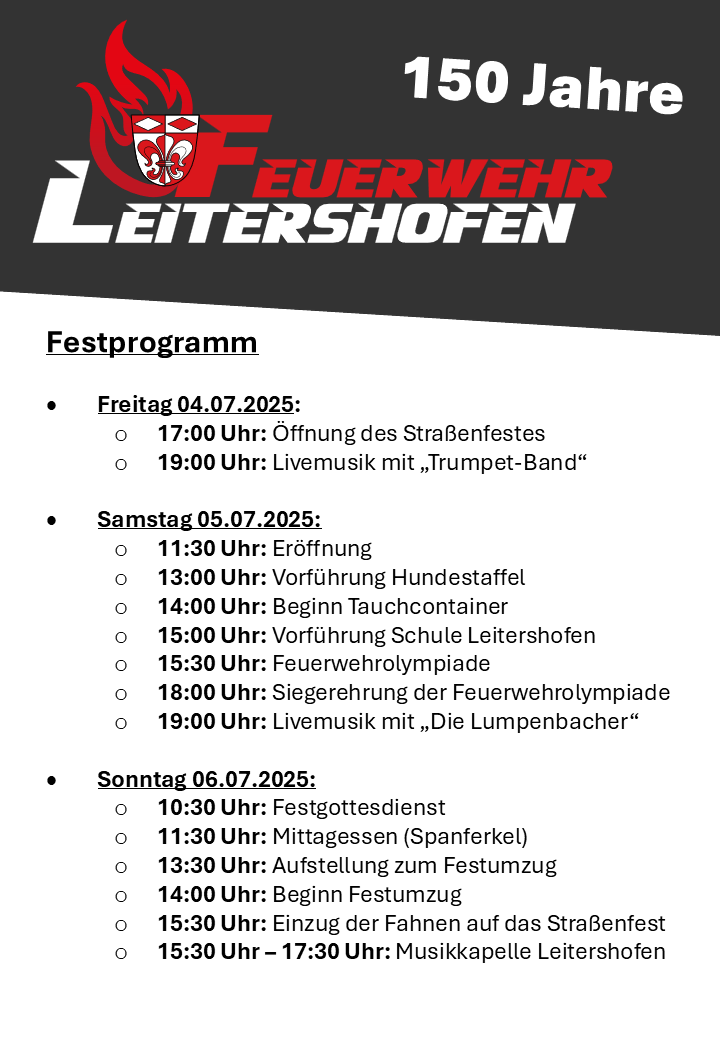 150 Jahre
FEUERWEHR
LEITERSHOFEN
Festprogramm
• Freitag 04.07.2025:
o 17:00 Uhr: Öffnung des Straßenfestes
o 19:00 Uhr: Livemusik mit „Trumpet-Band“
• Samstag 05.07.2025:
o 11:30 Uhr: Eröffnung
o 13:00 Uhr: Vorführung Hundestaffel
o 14:00 Uhr: Beginn Tauchcontainer
o 15:00 Uhr: Vorführung Schule Leitershofen
o 15:30 Uhr: Feuerwehrolympiade
o 18:00 Uhr: Siegerehrung der Feuerwehrolympiade
o 19:00 Uhr: Livemusik mit „Die Lumpenbacher“
• Sonntag 06.07.2025:
o 10:30 Uhr: Festgottesdienst
o 11:30 Uhr: Mittagessen (Spanferkel)
o 13:30 Uhr: Aufstellung zum Festumzug
o 14:00 Uhr: Beginn Festumzug
o 15:30 Uhr: Einzug der Fahnen auf das Straßenfest
o 15:30 Uhr – 17:30 Uhr: Musikkapelle Leitershofen